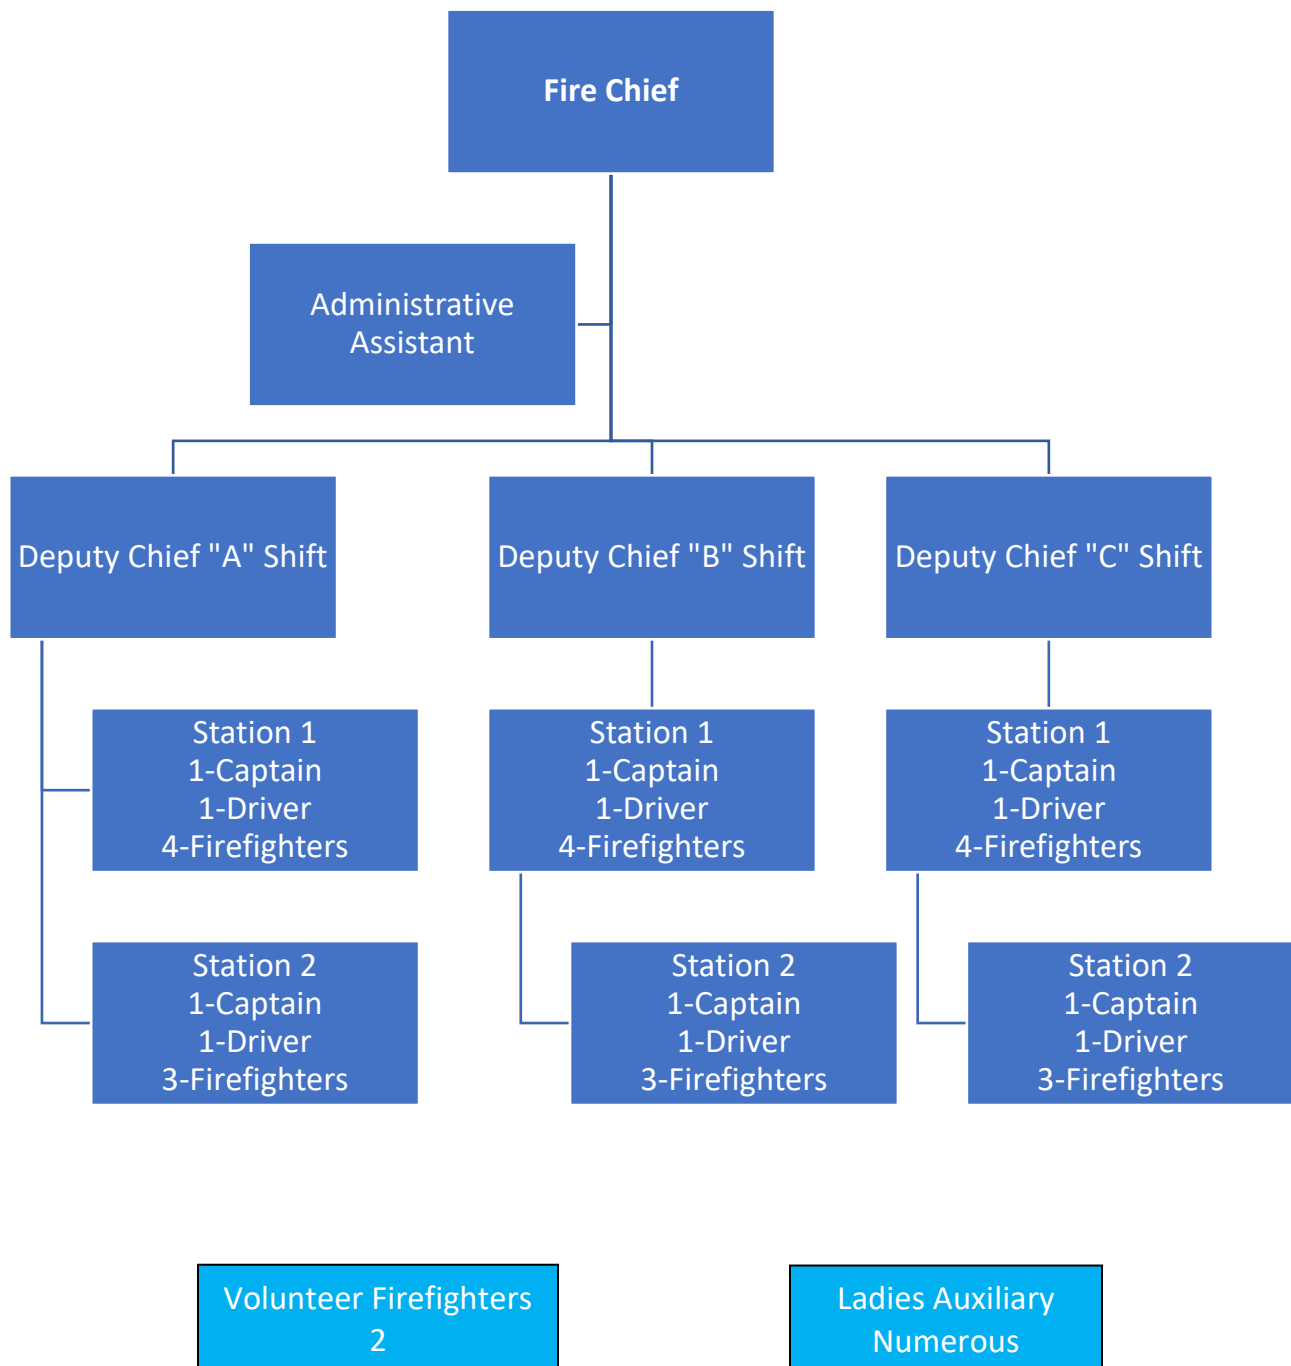 Fire Chief
Administrative
Assistant
Deputy Chief "A" Shift
Deputy Chief "B" Shift
Deputy Chief "C" Shift
Station 1
1-Captain
1-Driver
4-Firefighters
Station 1
1-Captain
1-Driver
4-Firefighters
Station 1
1-Captain
1-Driver
4-Firefighters
Station 2
1-Captain
1-Driver
3-Firefighters
Station 2
1-Captain
1-Driver
3-Firefighters
Station 2
1-Captain
1-Driver
3-Firefighters
Volunteer Firefighters
2
Ladies Auxiliary
Numerous